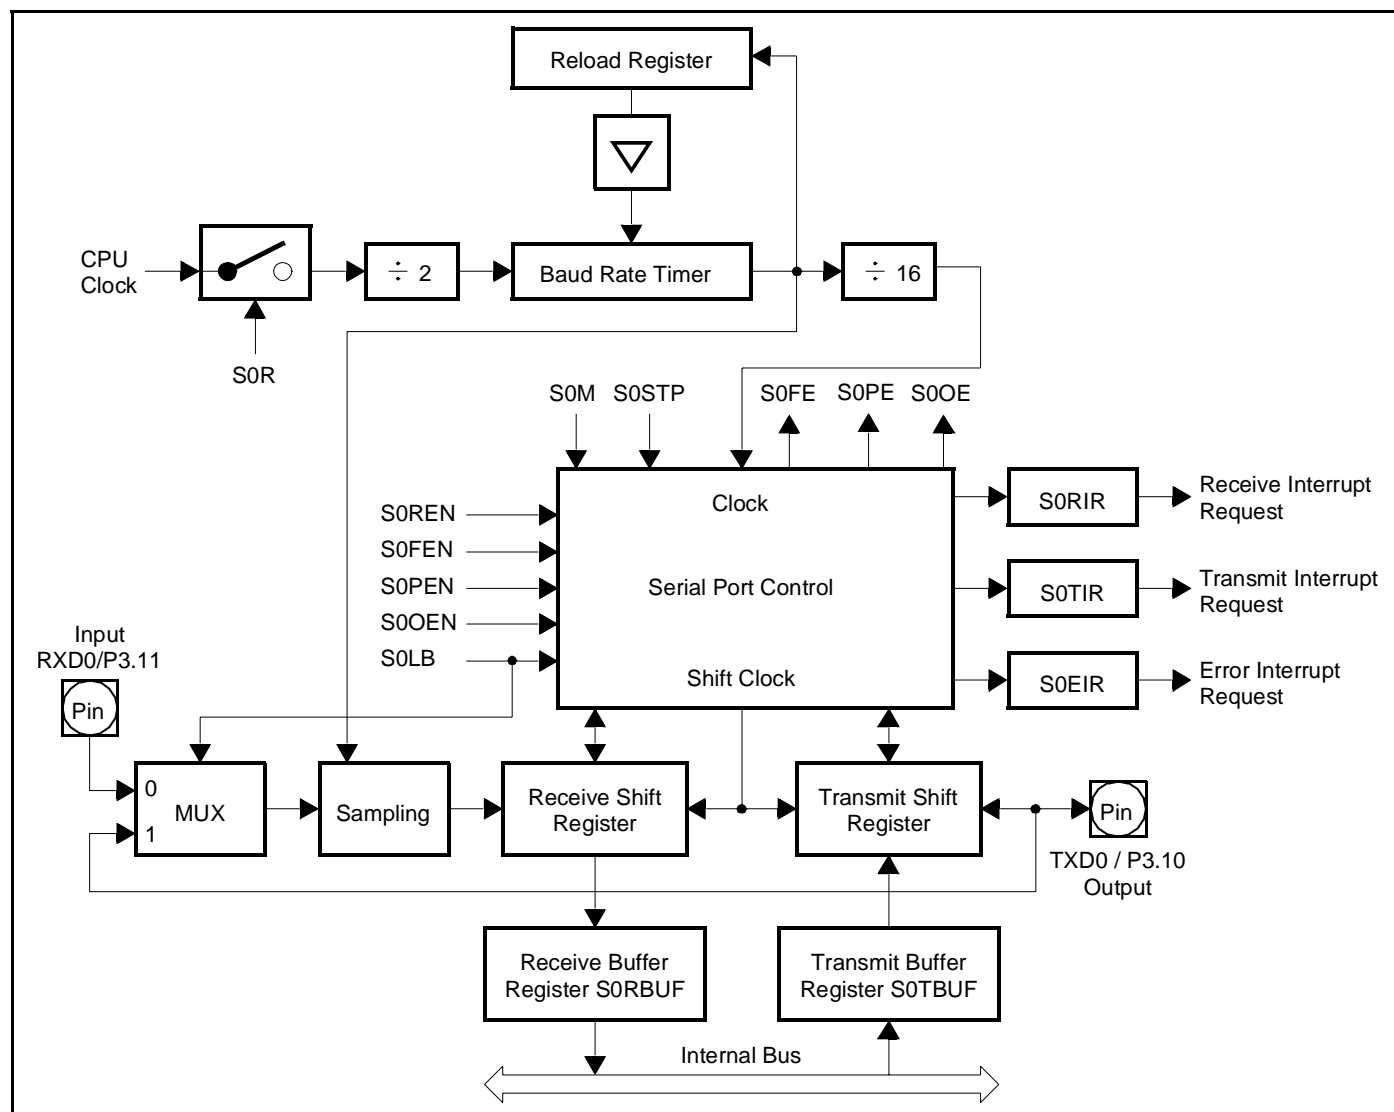 Reload Register
CPU
Clock
÷ 2
Baud Rate Timer
÷ 16
S0R
S0M
S0STP
S0FE
S0PE
S0OE
Clock
S0REN
S0FEN
S0PEN
S0OEN
S0LB
Serial Port Control
Shift Clock
S0RIR
Receive Interrupt
Request
S0TIR
Transmit Interrupt
Request
S0EIR
Error Interrupt
Request
Input
RXD0/P3.11
Pin
0
MUX
1
Sampling
Receive Shift
Register
Transmit Shift
Register
Pin
TXD0 / P3.10
Output
Receive Buffer
Register S0RBUF
Transmit Buffer
Register S0TBUF
Internal Bus